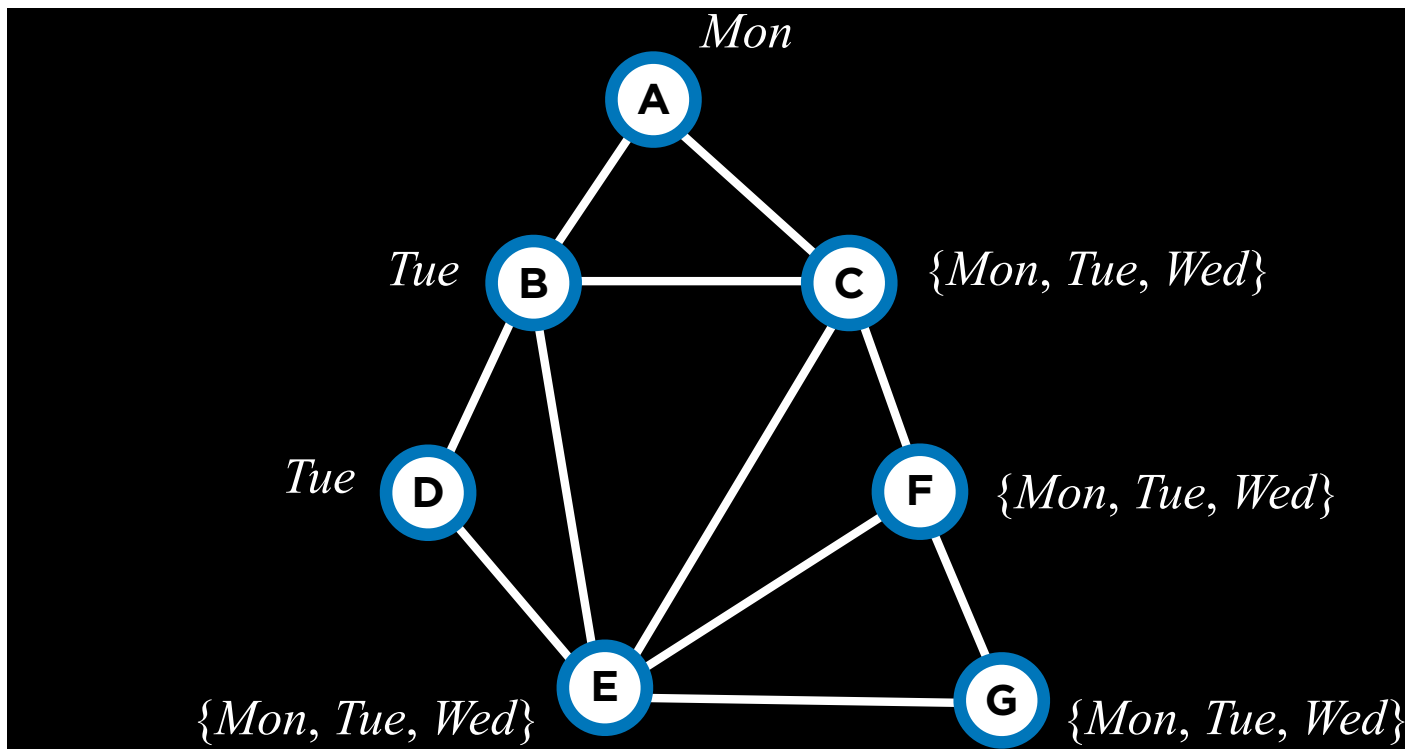 Mon
A
Tue
B
C
{Mon, Tue, Wed}
Tue
D
F
{Mon, Tue, Wed}
E
{Mon, Tue, Wed}
G
{Mon, Tue, Wed}